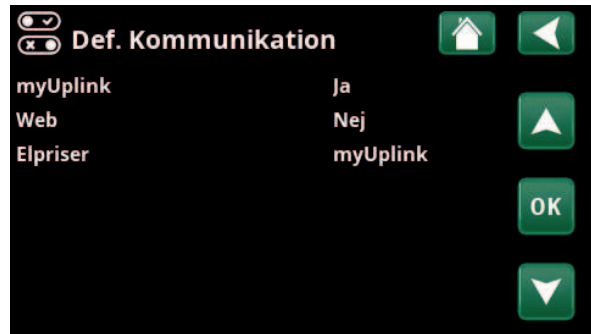 Def. Kommunikation
myUplink Ja
Web Nej
Elpriser myUplink
OK